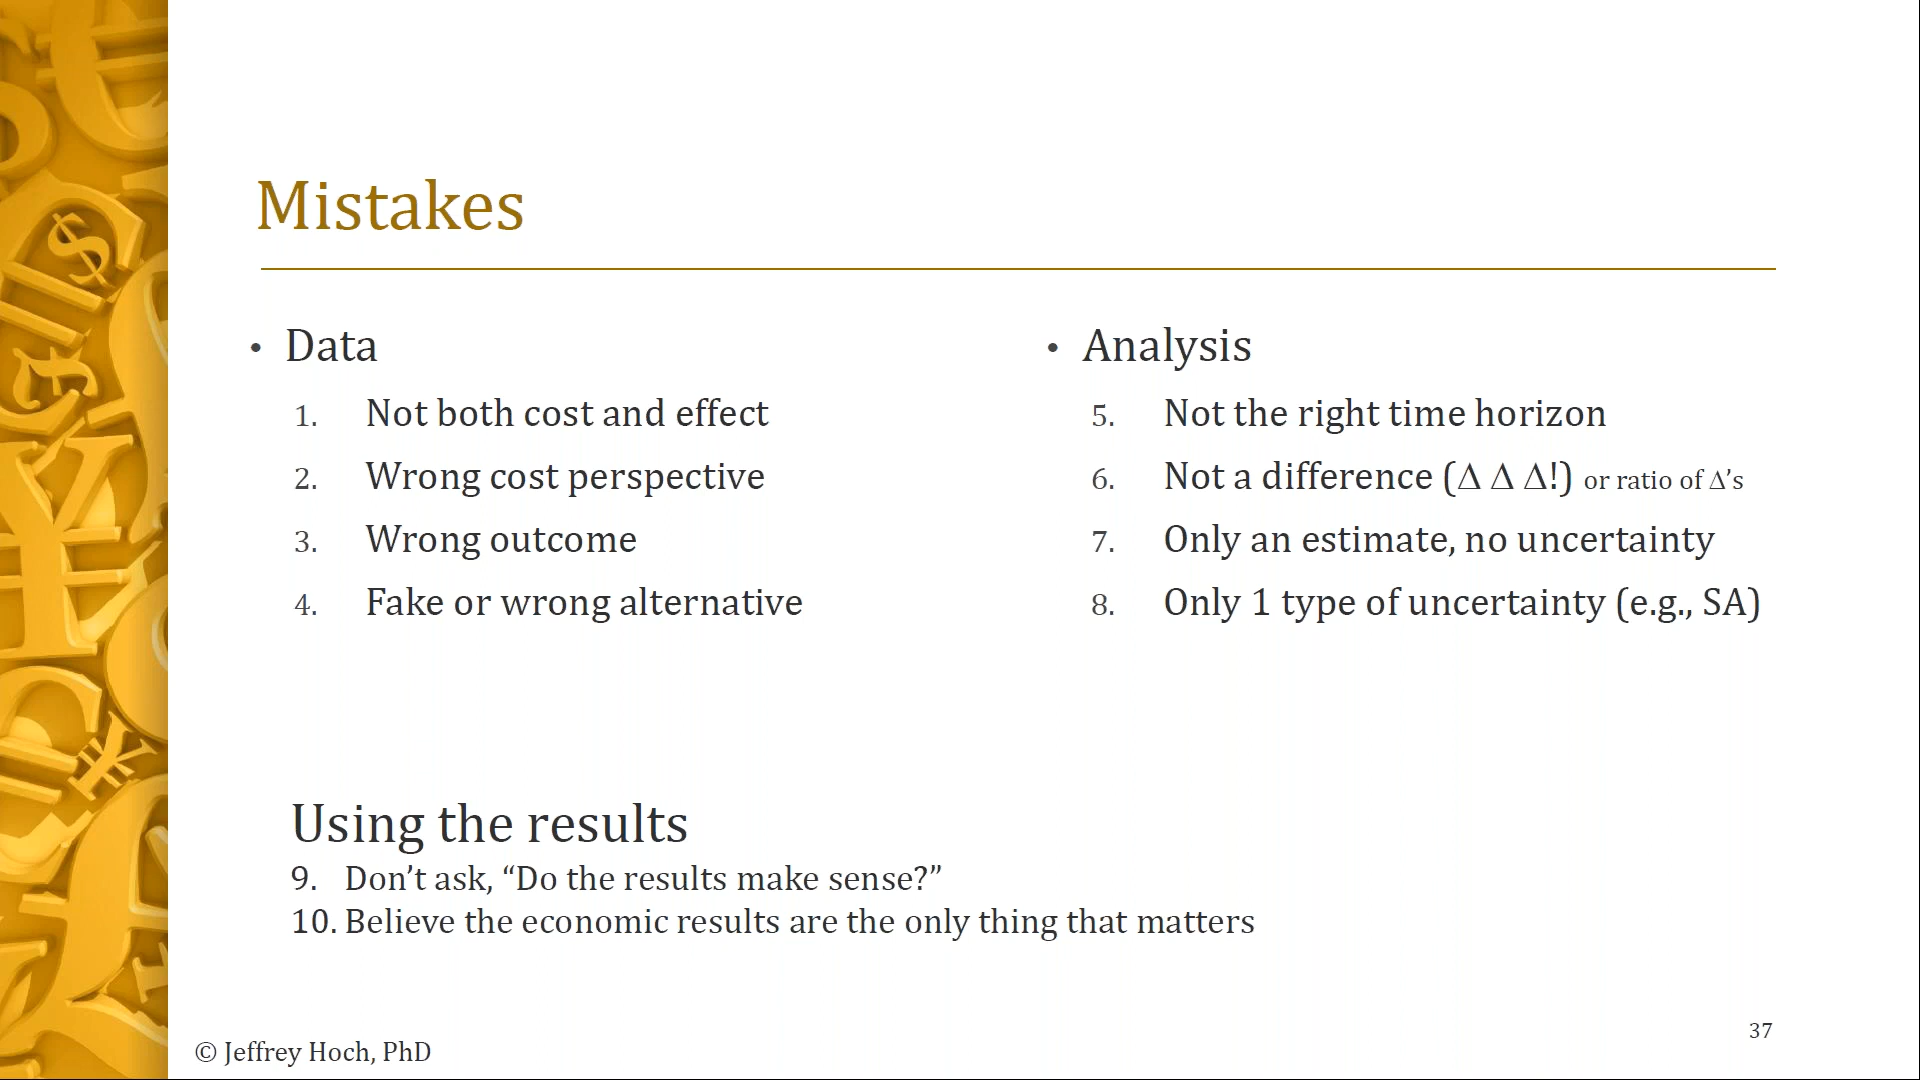 Mistakes
• Data
1. Not both cost and effect
2. Wrong cost perspective
3. Wrong outcome
4. Fake or wrong alternative
• Analysis
5. Not the right time horizon
6. Not a difference (Δ Δ Δ!) or ratio of Δ’s
7. Only an estimate, no uncertainty
8. Only 1 type of uncertainty (e.g., SA)
Using the results
9. Don’t ask, “Do the results make sense?”
10. Believe the economic results are the only thing that matters
© Jeffrey Hoch, PhD
37